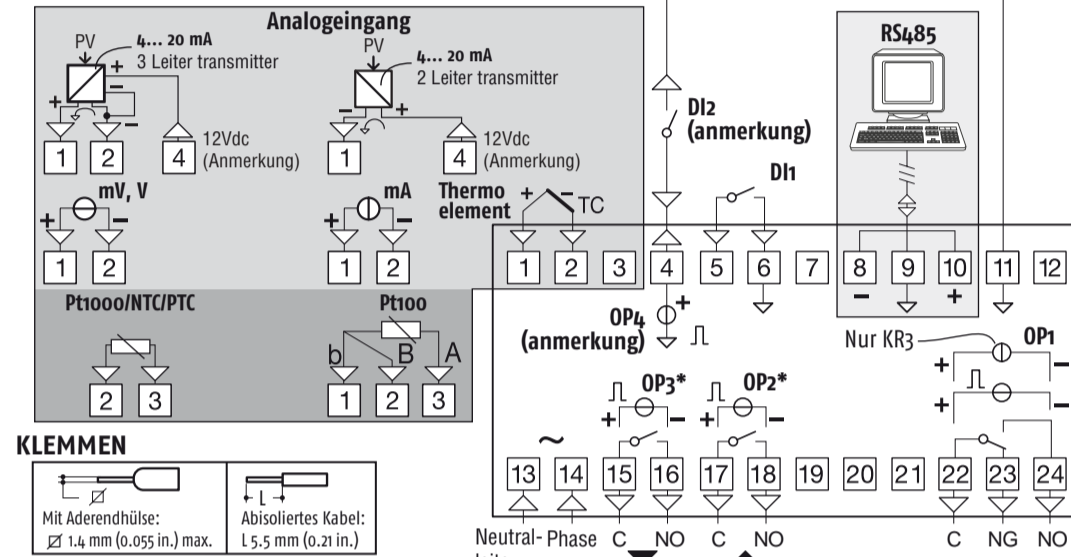 Analogeingang
PV
4... 20 mA
3 Leiter transmitter
+
−
+
−
1 2 4
12Vdc
(Anmerkung)
PV
4... 20 mA
2 Leiter transmitter
− +
1 4
12Vdc
(Anmerkung)
mV, V
+ −
1 2
mA
+ −
1 2
Thermo
element
+ − TC
Pt1000/NTC/PTC
2 3
Pt100
b B A
1 2 3
DI2
(anmerkung)
DI1
RS485
1 2 3 4 5 6 7 8 9 10 11 12
− +
OP4
(anmerkung)
+
Nur KR3
OP1
+ −
+ −
OP3*
+ −
OP2*
+ −
~
13 14 15 16 17 18 19 20 21 22 23 24
Neutral- Phase C NO C NO C NG NO
KLEMMEN
Mit Aderendhülse:
1.4 mm (0.055 in.) max.
L
Abisoliertes Kabel:
L 5.5 mm (0.21 in.)